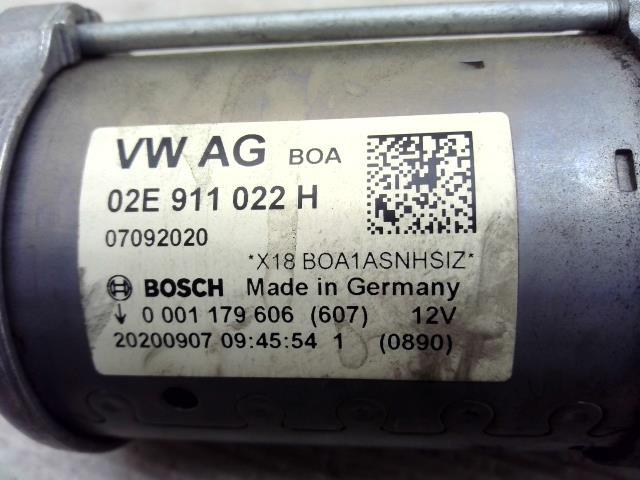 VW AG BOA
02E 911 022 H
07092020
*X18 BOA1ASNHSIZ*
BOSCH Made in Germany
↓ 0 001 179 606 (607) 12V
20200907 09:45:54 1 (0890)